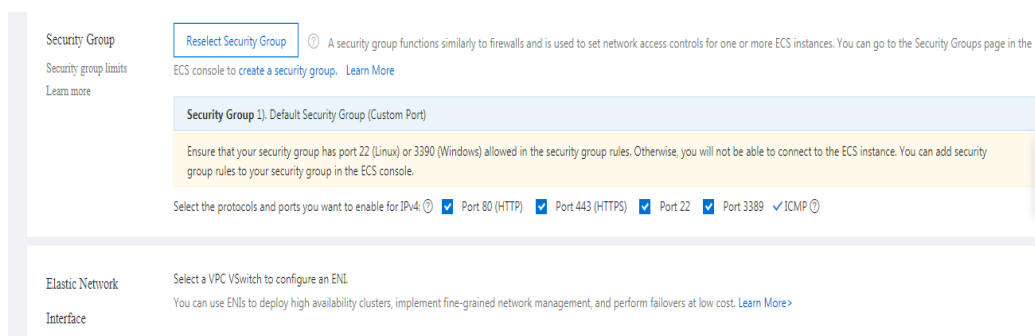 Security Group
Reselect Security Group
A security group functions similarly to firewalls and is used to set network access controls for one or more ECS instances. You can go to the Security Groups page in the
Security group limits
ECS console to create a security group. Learn More
Learn more
Security Group 1). Default Security Group (Custom Port)
Ensure that your security group has port 22 (Linux) or 3390 (Windows) allowed in the security group rules. Otherwise, you will not be able to connect to the ECS instance. You can add security
group rules to your security group in the ECS console.
Select the protocols and ports you want to enable for IPv4: Port 80 (HTTP) Port 443 (HTTPS) Port 22 Port 3389 ICMP
Elastic Network
Interface
Select a VPC VSwitch to configure an ENI.
You can use ENIs to deploy high availability clusters, implement fine-grained network management, and perform failovers at low cost. Learn More>